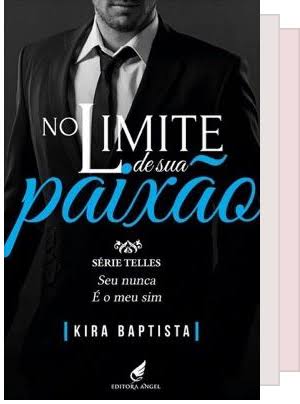 NO LIMITE
de sua
paixão
SÉRIE TELLES
Seu nunca
É o meu sim
KIRA BAPTISTA
EDITORA ANGEL